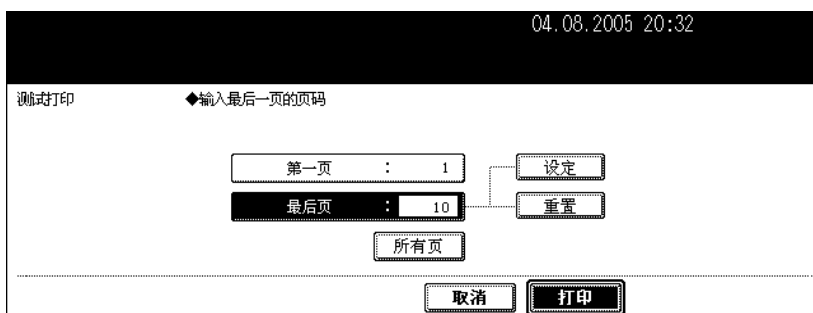 04.08.2005 20:32
测试打印 ◆输入最后一页的页码
第一页 : 1 设定
最后页 : 10 重置
所有页
取消 打印